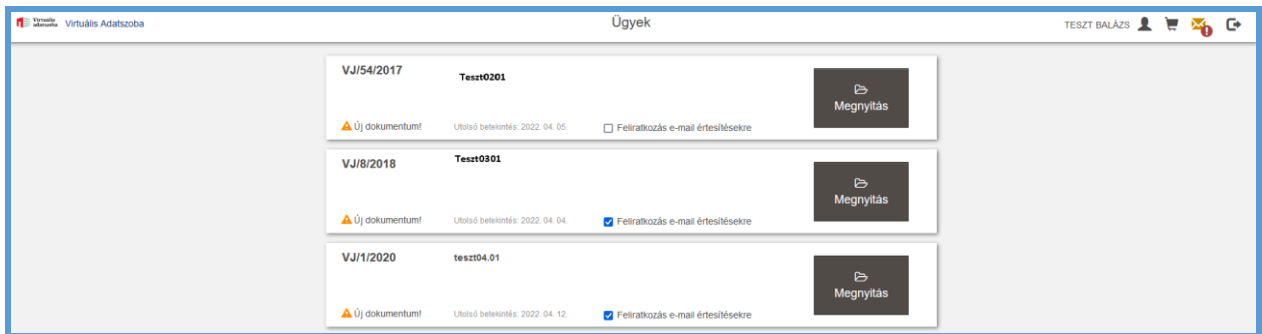 Virtuális adatszoba Virtuális Adatszoba Ügyek TESZT BALÁZS
VJ/54/2017 Teszt0201
Megnyitás
Új dokumentum! Utolsó betekintés: 2022. 04. 05. Feliratkozás e-mail értesítésekre
VJ/8/2018 Teszt0301
Megnyitás
Új dokumentum! Utolsó betekintés: 2022. 04. 04. Feliratkozás e-mail értesítésekre
VJ/1/2020 teszt04.01
Megnyitás
Új dokumentum! Utolsó betekintés: 2022. 04. 12. Feliratkozás e-mail értesítésekre